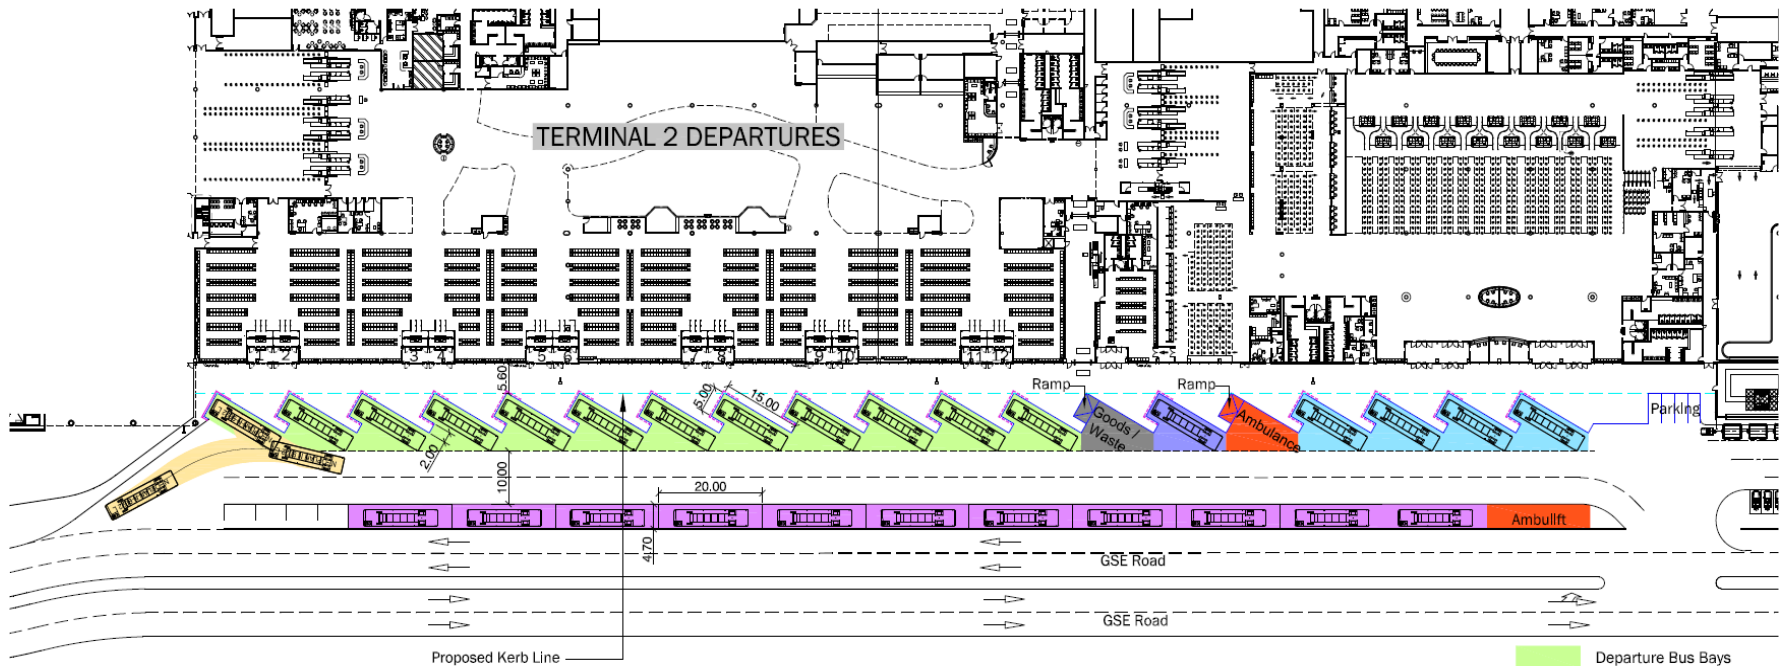 TERMINAL 2 DEPARTURES
1 2 3 4 5 6 7 8 9 10 11 12
5.60
5.00
15.00
Ramp
Ramp
Parking
Goods /
Waste
Ambulance
2.00
10.00
20.00
4.70
Ambulift
GSE Road
GSE Road
Proposed Kerb Line
Departure Bus Bays